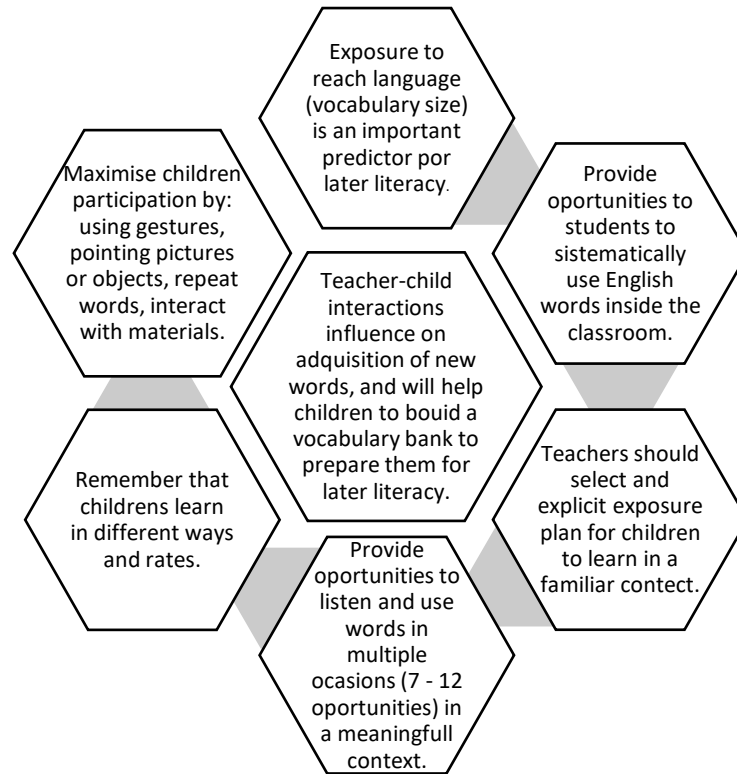 Exposure to
reach language
(vocabulary size)
is an important
predictor por
later literacy.
Provide
oportunities to
students to
sistematically
use English
words inside the
classroom.
Teachers should
select and
explicit exposure
plan for children
to learn in a
familiar contect.
Provide
oportunities to
listen and use
words in
multiple
ocasions (7 - 12
oportunities) in
a meaningfull
context.
Remember that
childrens learn
in different ways
and rates.
Maximise children
participation by:
using gestures,
pointing pictures
or objects, repeat
words, interact
with materials.
Teacher-child
interactions
influence on
adquisition of new
words, and will help
children to bouid a
vocabulary bank to
prepare them for
later literacy.